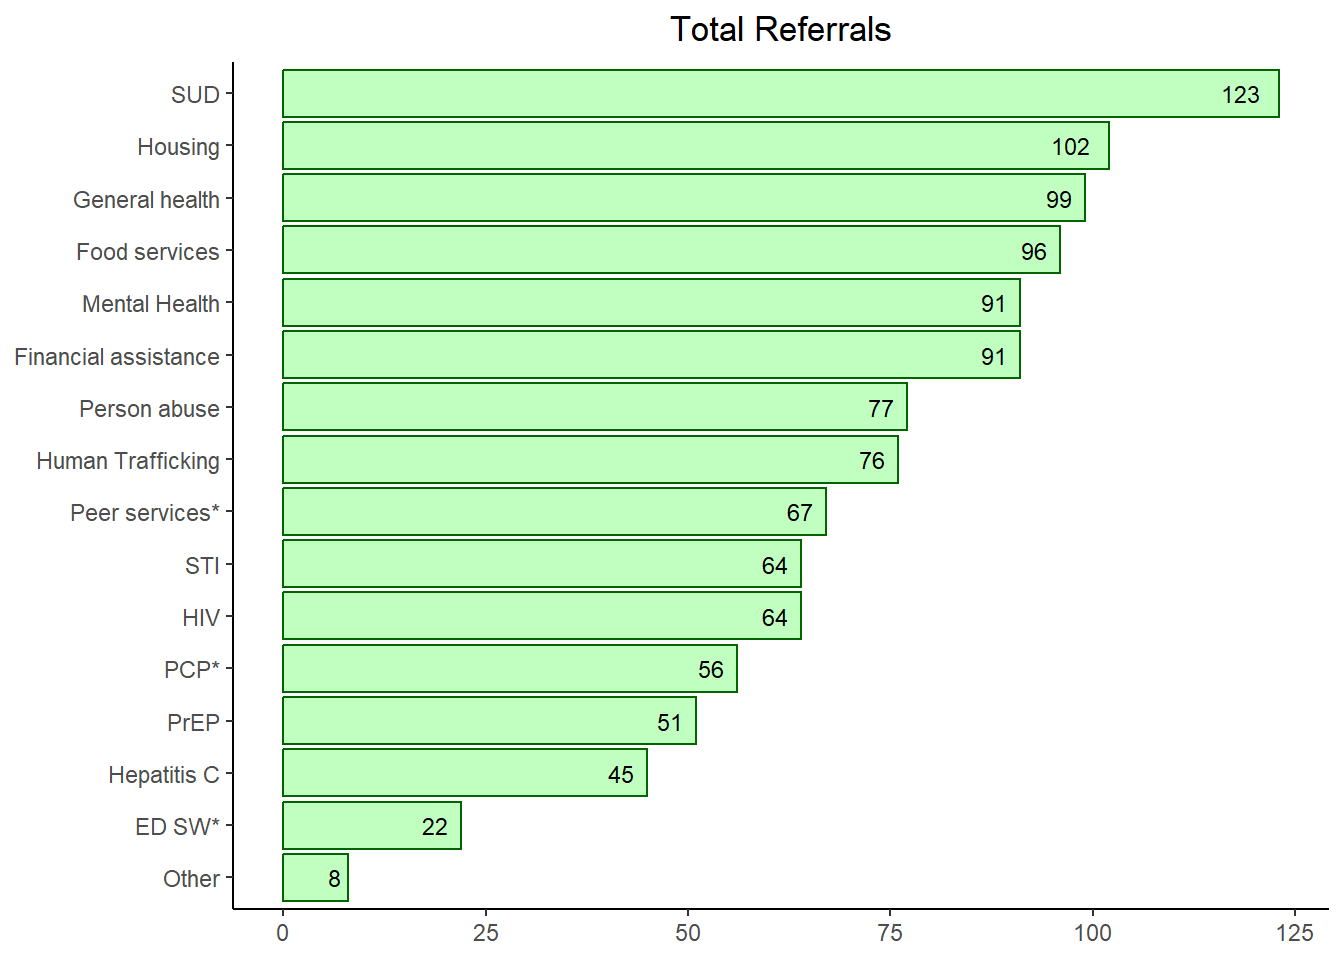 Total Referrals
SUD 123
Housing 102
General health 99
Food services 96
Mental Health 91
Financial assistance 91
Person abuse 77
Human Trafficking 76
Peer services* 67
STI 64
HIV 64
PCP* 56
PrEP 51
Hepatitis C 45
ED SW* 22
Other 8
0 25 50 75 100 125